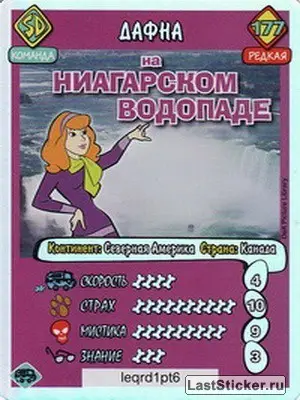 SD
ДАФНА
177
КОМАНДА
РЕДКАЯ
на
НИАГАРСКОМ
ВОДОПАДЕ
Континент: Северная Америка Страна: Канада
СКОРОСТЬ
4
СТРАХ
10
МИСТИКА
9
ЗНАНИЕ
3
leqrd1pt6
LastSticker.ru